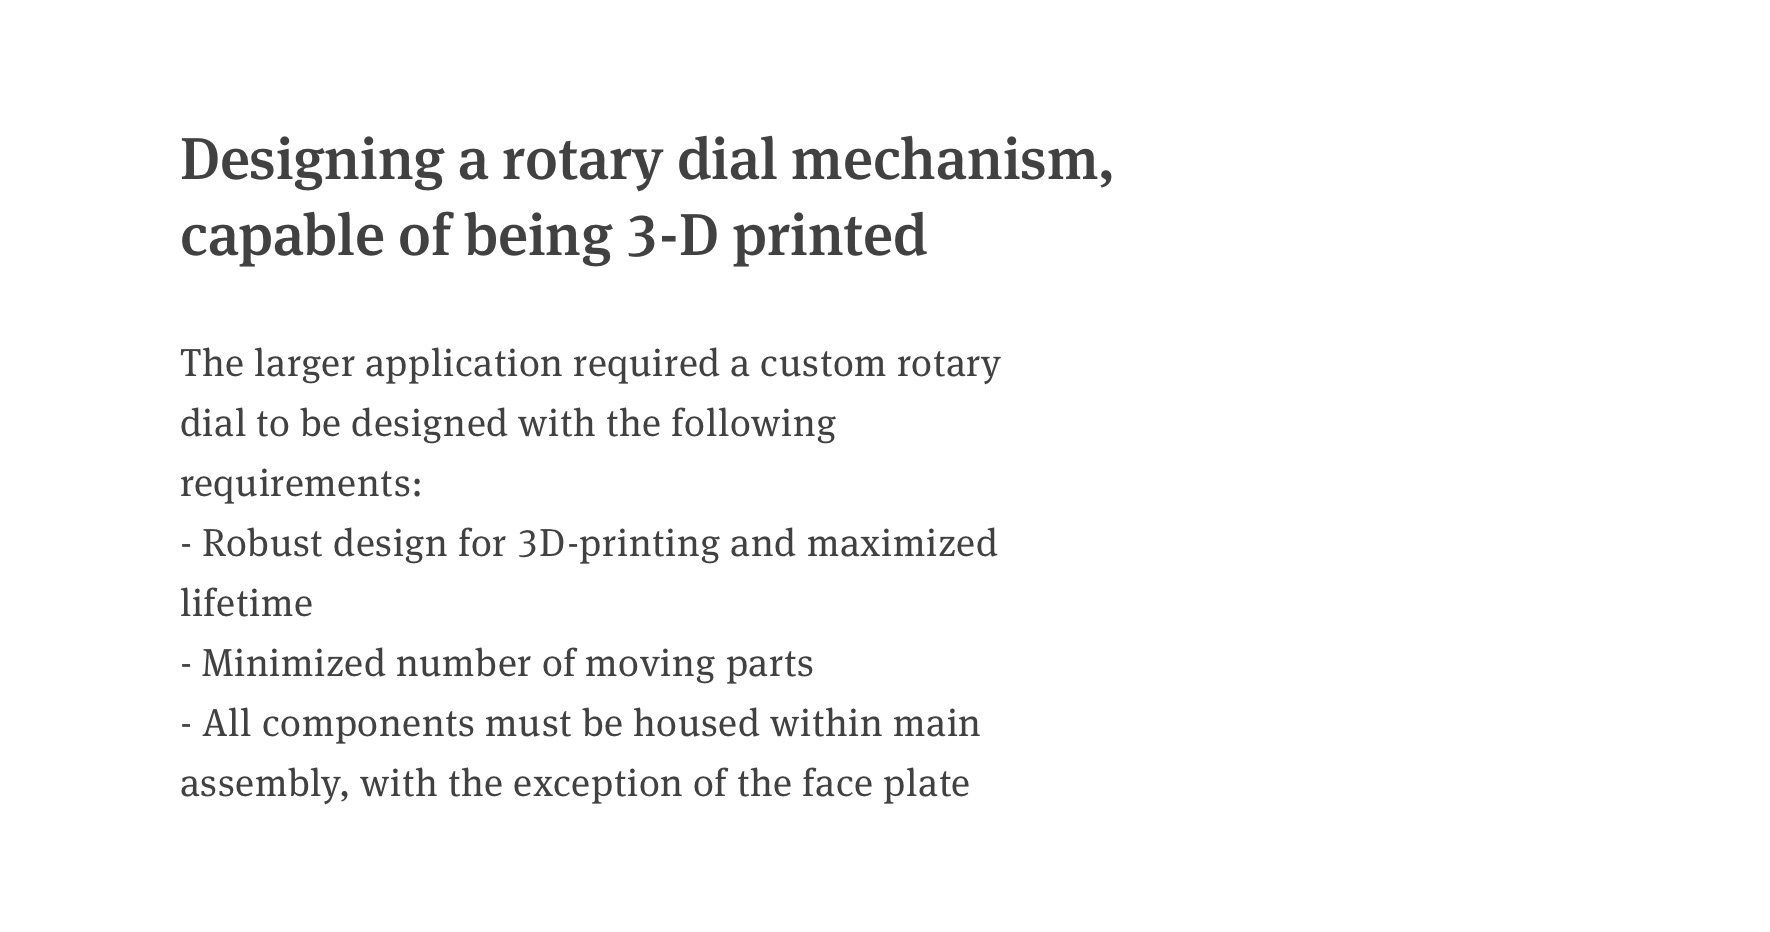 Designing a rotary dial mechanism,
capable of being 3-D printed
The larger application required a custom rotary
dial to be designed with the following
requirements:
- Robust design for 3D-printing and maximized
lifetime
- Minimized number of moving parts
- All components must be housed within main
assembly, with the exception of the face plate